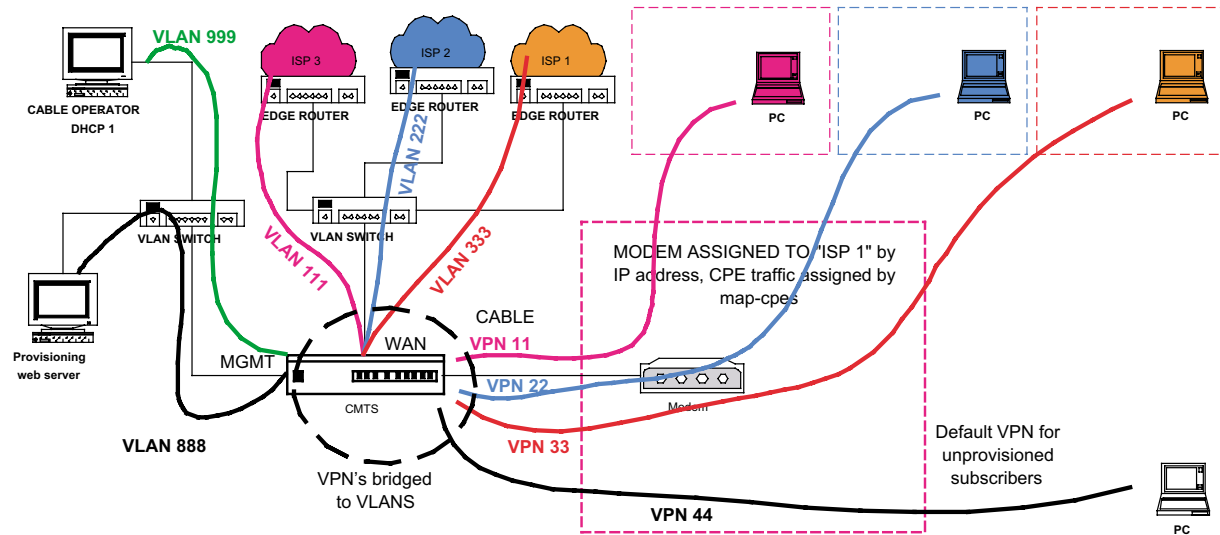 VLAN 999
ISP 3
ISP 2
ISP 1
CABLE OPERATOR
DHCP 1
EDGE ROUTER
EDGE ROUTER
EDGE ROUTER
PC
PC
PC
VLAN 222
VLAN SWITCH
VLAN SWITCH
VLAN 111
VLAN 333
MODEM ASSIGNED TO "ISP 1" by
IP address, CPE traffic assigned by
map-cpes
CABLE
WAN
MGMT
VPN 11
Provisioning
web server
VPN 22
CMTS
Modem
VLAN 888
VPN 33
VPN's bridged
to VLANS
Default VPN for
unprovisioned
subscribers
VPN 44
PC